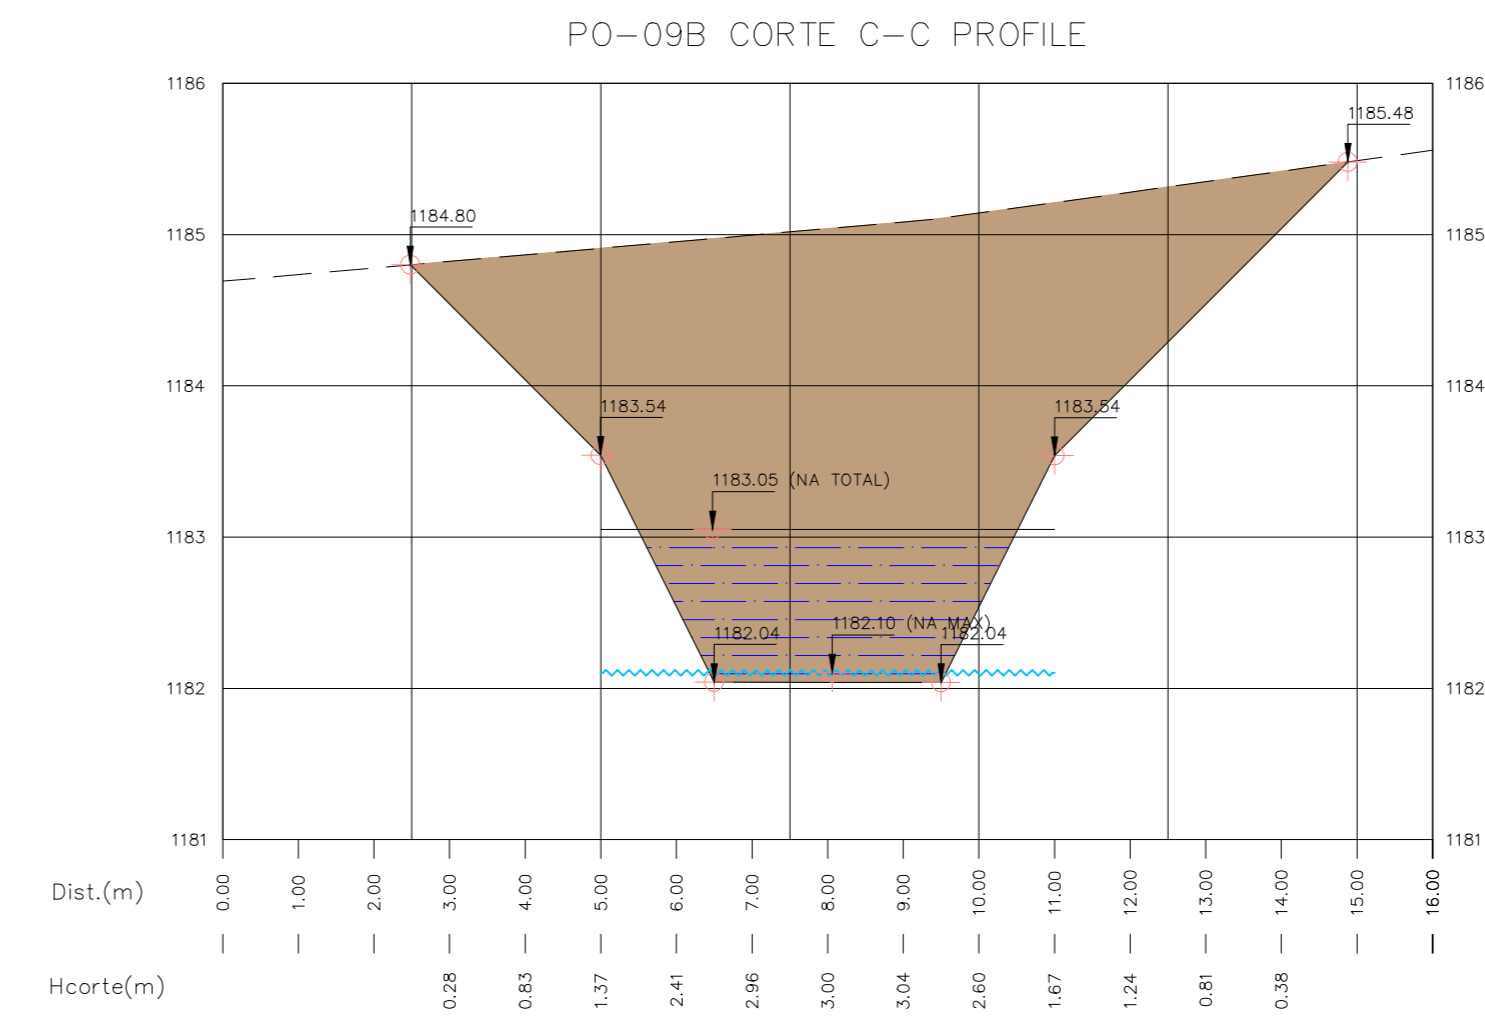 PO-09B CORTE C-C PROFILE
1186 1186
1185.48
1184.80
1185 1185
1184 1184
1183.54 1183.54
1183.05 (NA TOTAL)
1183 1183
1182.10 (NA MAX)
1182.04 1182.04
1182 1182
1181 1181
Dist.(m) 0.00 1.00 2.00 3.00 4.00 5.00 6.00 7.00 8.00 9.00 10.00 11.00 12.00 13.00 14.00 15.00 16.00
Hcorte(m) 0.28 0.83 1.37 2.41 2.96 3.00 3.04 2.60 1.67 1.24 0.81 0.38